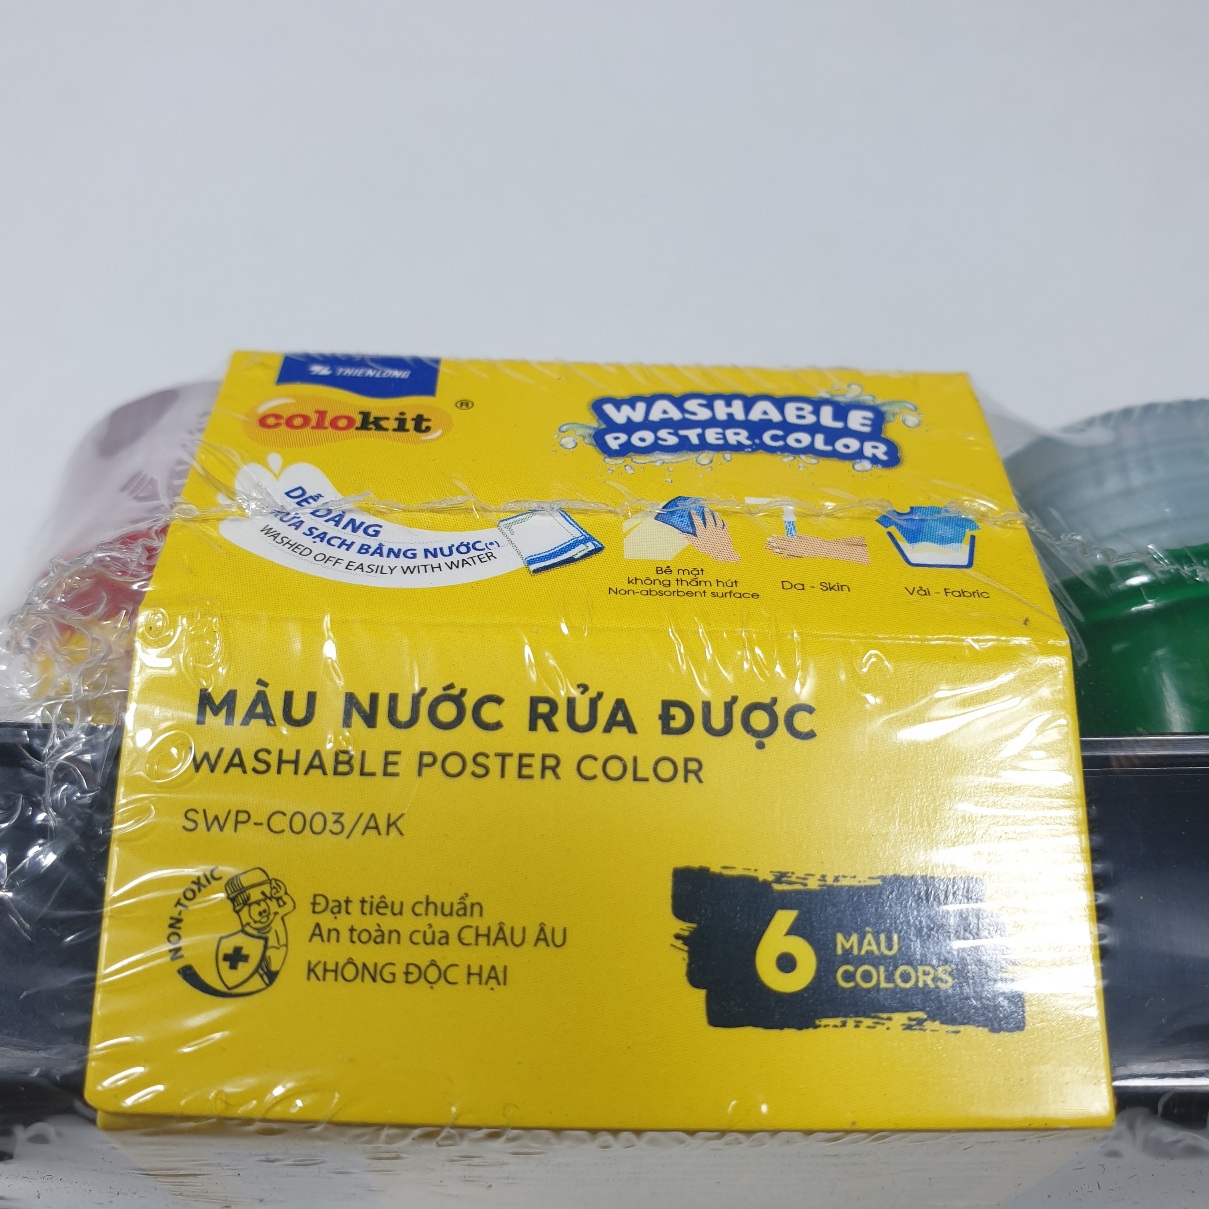 THIENLONG
colokit ®
WASHABLE
POSTER COLOR
DỄ DÀNG
RỬA SẠCH BẰNG NƯỚC(*)
WASHED OFF EASILY WITH WATER
Bề mặt
không thấm hút
Non-absorbent surface
Da - Skin
Vải - Fabric
MÀU NƯỚC RỬA ĐƯỢC
WASHABLE POSTER COLOR
SWP-C003/AK
NON-TOXIC
Đạt tiêu chuẩn
An toàn của CHÂU ÂU
KHÔNG ĐỘC HẠI
6 MÀU
COLORS